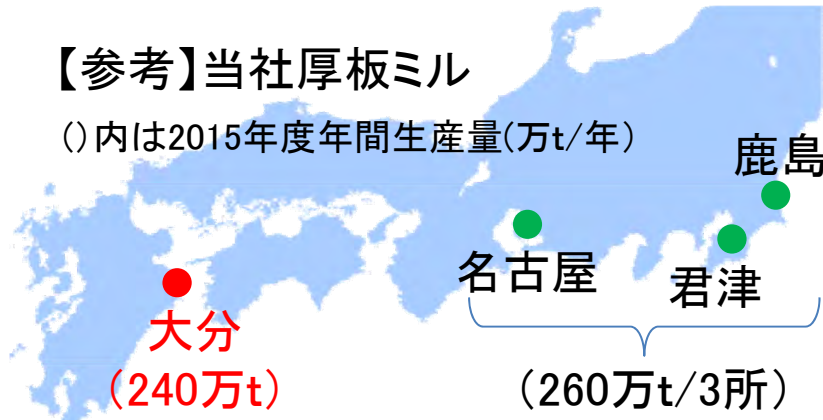 【参考】当社厚板ミル
()内は2015年度年間生産量(万t/年)
鹿島
名古屋
君津
大分
(240万t)
(260万t/3所)